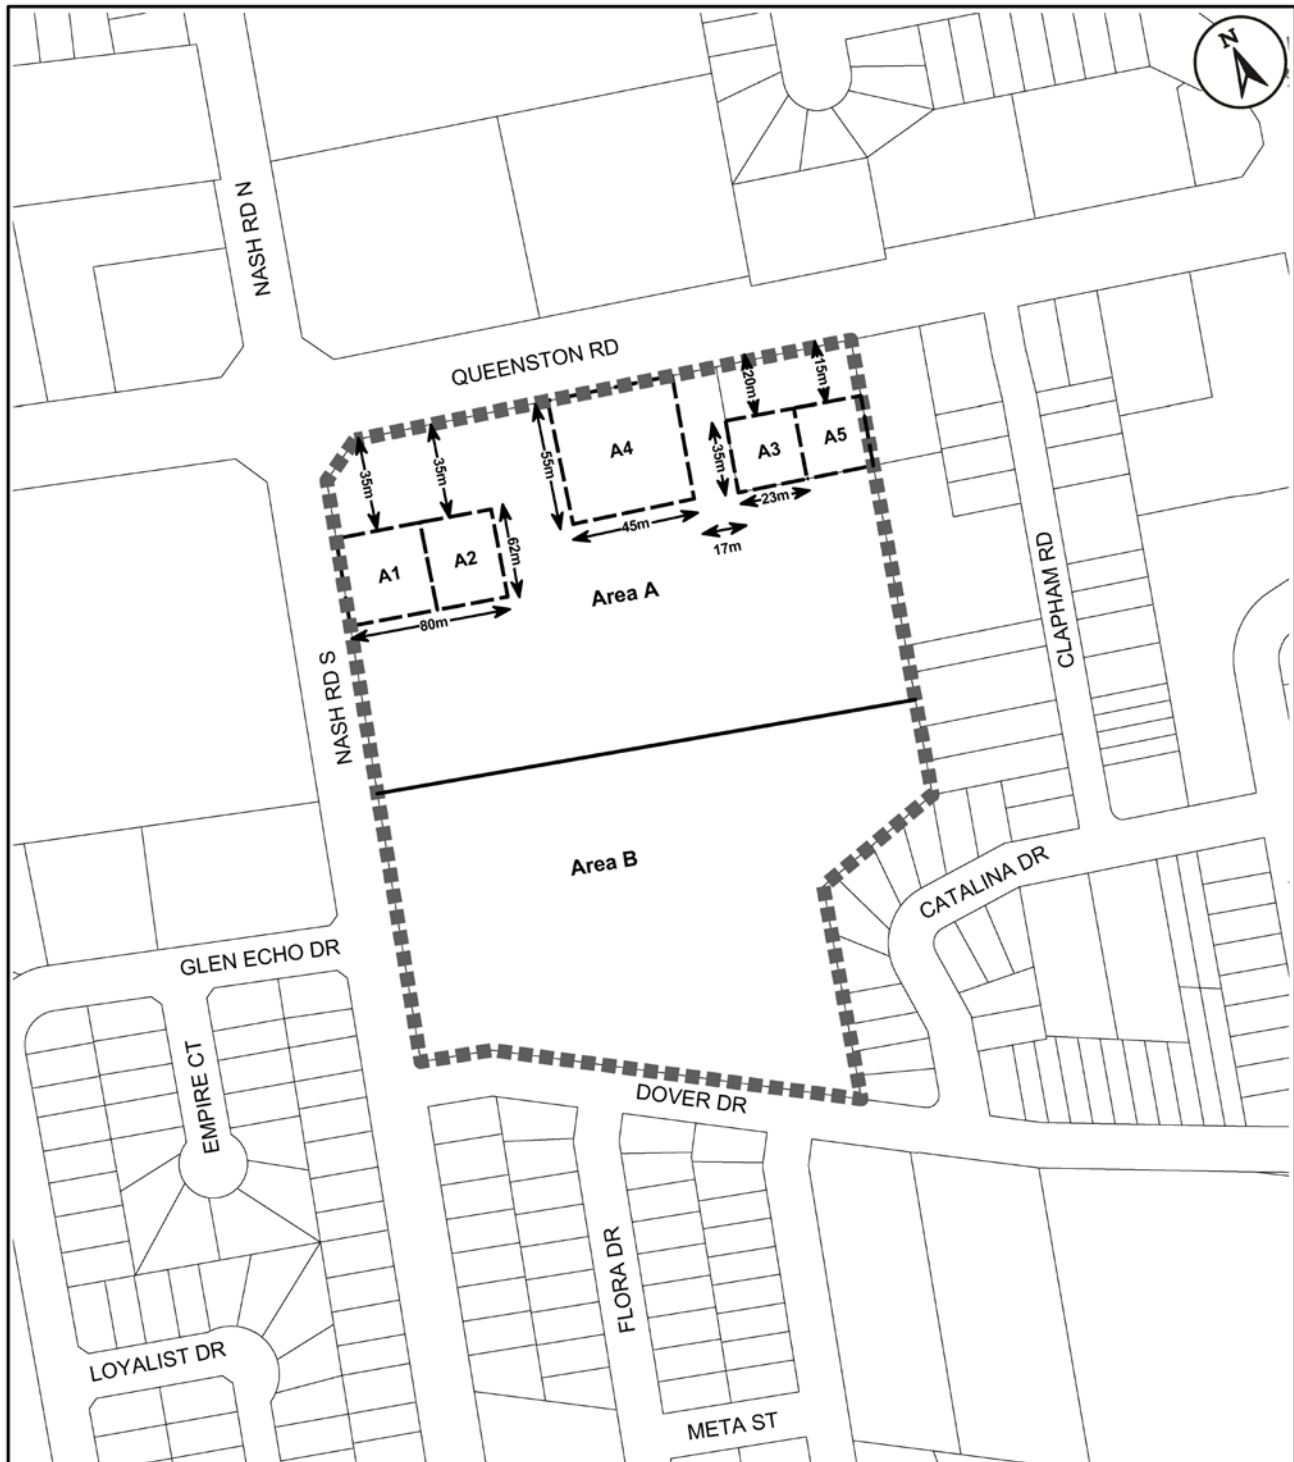 N
NASH RD N
QUEENSTON RD
20m
15m
35m
35m
55m
A4
35m
A3
A5
23m
45m
17m
A1
A2
62m
80m
Area A
CLAPHAM RD
NASH RD S
Area B
CATALINA DR
GLEN ECHO DR
EMPIRE CT
DOVER DR
FLORA DR
LOYALIST DR
META ST